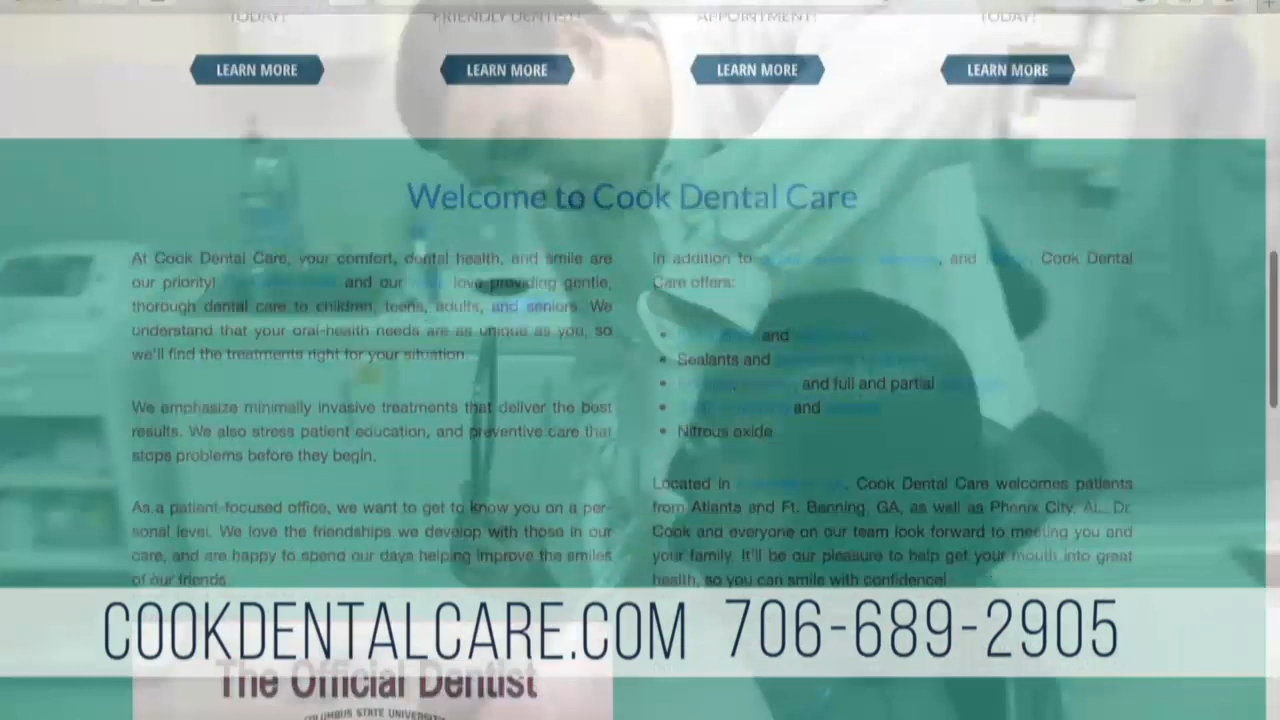 TODAY!
FRIENDLY DENTIST!
APPOINTMENT!
TODAY!
LEARN MORE
LEARN MORE
LEARN MORE
LEARN MORE
Welcome to Cook Dental Care
At Cook Dental Care, your comfort, dental health, and smile are
our priority! and our love providing gentle,
thorough dental care to children, teens, adults, and seniors. We
understand that your oral-health needs are as unique as you, so
we'll find the treatments right for your situation.
We emphasize minimally invasive treatments that deliver the best
results. We also stress patient education, and preventive care that
stops problems before they begin.
As a patient-focused office, we want to get to know you on a per-
sonal level. We love the friendships we develop with those in our
care, and are happy to spend our days helping improve the smiles
of our friends.
In addition to , and , Cook Dental
Care offers:
• and
• Sealants and
• , and full and partial
• and
• Nitrous oxide
Located in , Cook Dental Care welcomes patients
from Atlanta and Ft. Benning, GA, as well as Phenix City, AL. Dr.
Cook and everyone on our team look forward to meeting you and
your family. It'll be our pleasure to help get your mouth into great
health, so you can smile with confidence!
COOKDENTALCARE.COM 706-689-2905
The Official Dentist
COLUMBUS STATE UNIVERSITY